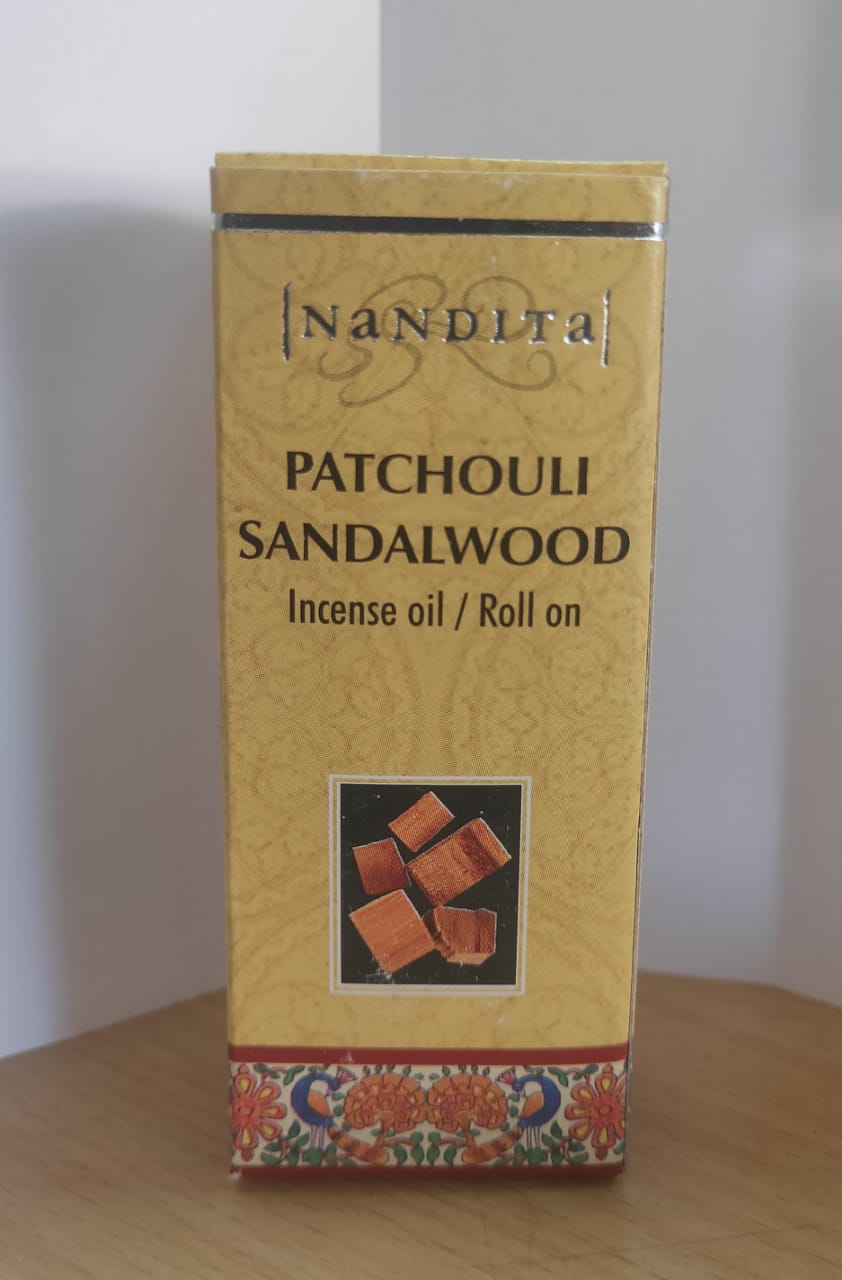 NaNDITa
PATCHOULI
SANDALWOOD
Incense oil / Roll on